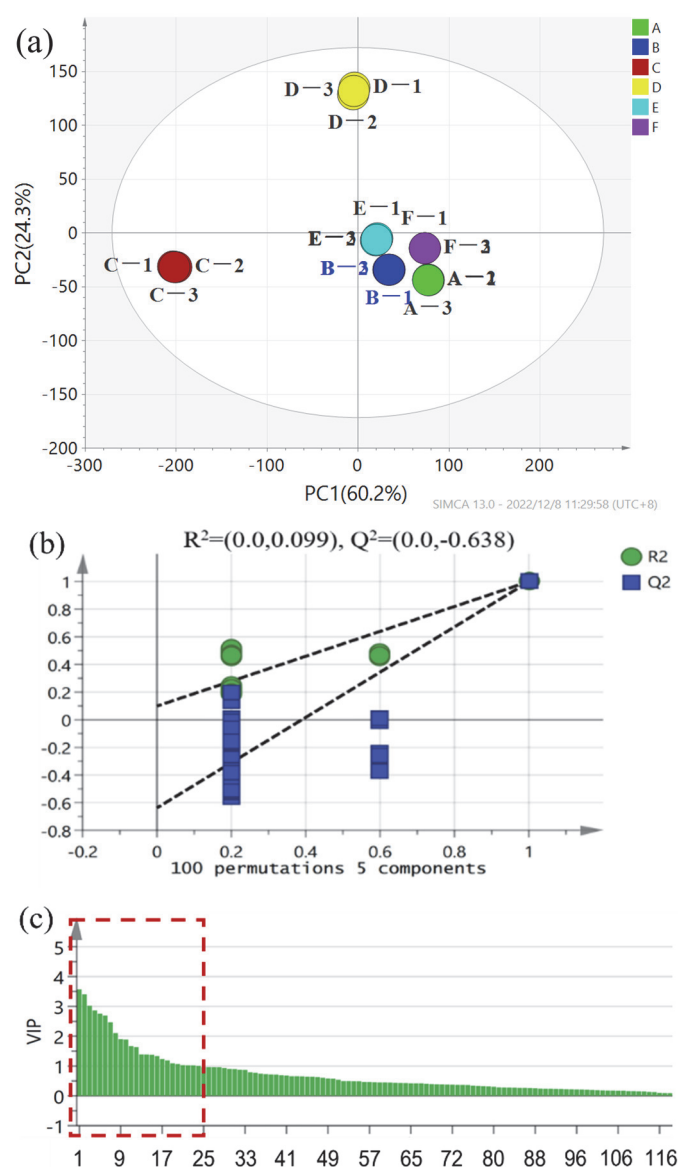 (a)
A
B
C
D
E
F
150
100
50
0
-50
-100
-150
-200
-300
-200
-100
0
100
200
PC2(24.3%)
D—3
D—1
D—2
E—1
F—1
F—2
B—1
C—1
C—2
C—3
A—3
PC1(60.2%)
SIMCA 13.0 - 2022/12/8 11:29:58 (UTC+8)
(b)
R²=(0.0,0.099), Q²=(0.0,-0.638)
R2
Q2
1
0.8
0.6
0.4
0.2
0
-0.2
-0.4
-0.6
-0.8
-0.2
0
0.2
0.4
0.6
0.8
1
100 permutations 5 components
(c)
5
4
3
2
1
0
-1
VIP
1 9 17 25 33 41 49 57 65 72 80 88 96 106 116